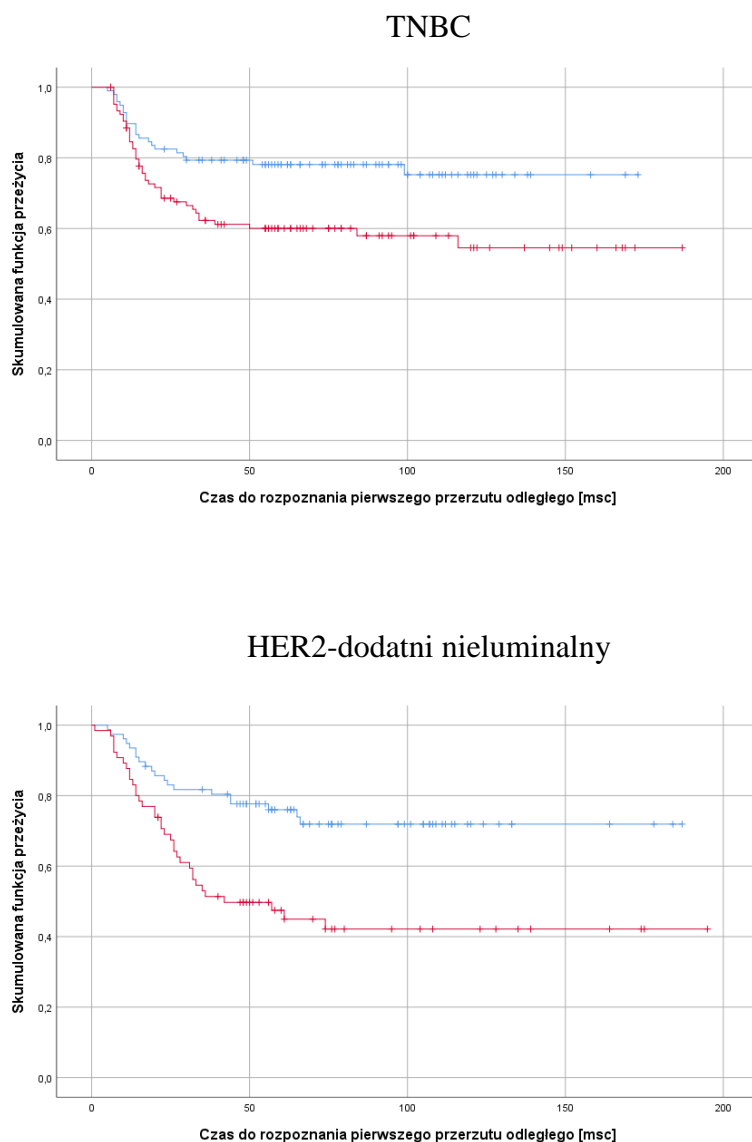 TNBC
Skumulowana funkcja przeżycia
1,0
0,8
0,6
0,4
0,2
0,0
0 50 100 150 200
Czas do rozpoznania pierwszego przerzutu odległego [msc]
HER2-dodatni nieluminalny
Skumulowana funkcja przeżycia
1,0
0,8
0,6
0,4
0,2
0,0
0 50 100 150 200
Czas do rozpoznania pierwszego przerzutu odległego [msc]